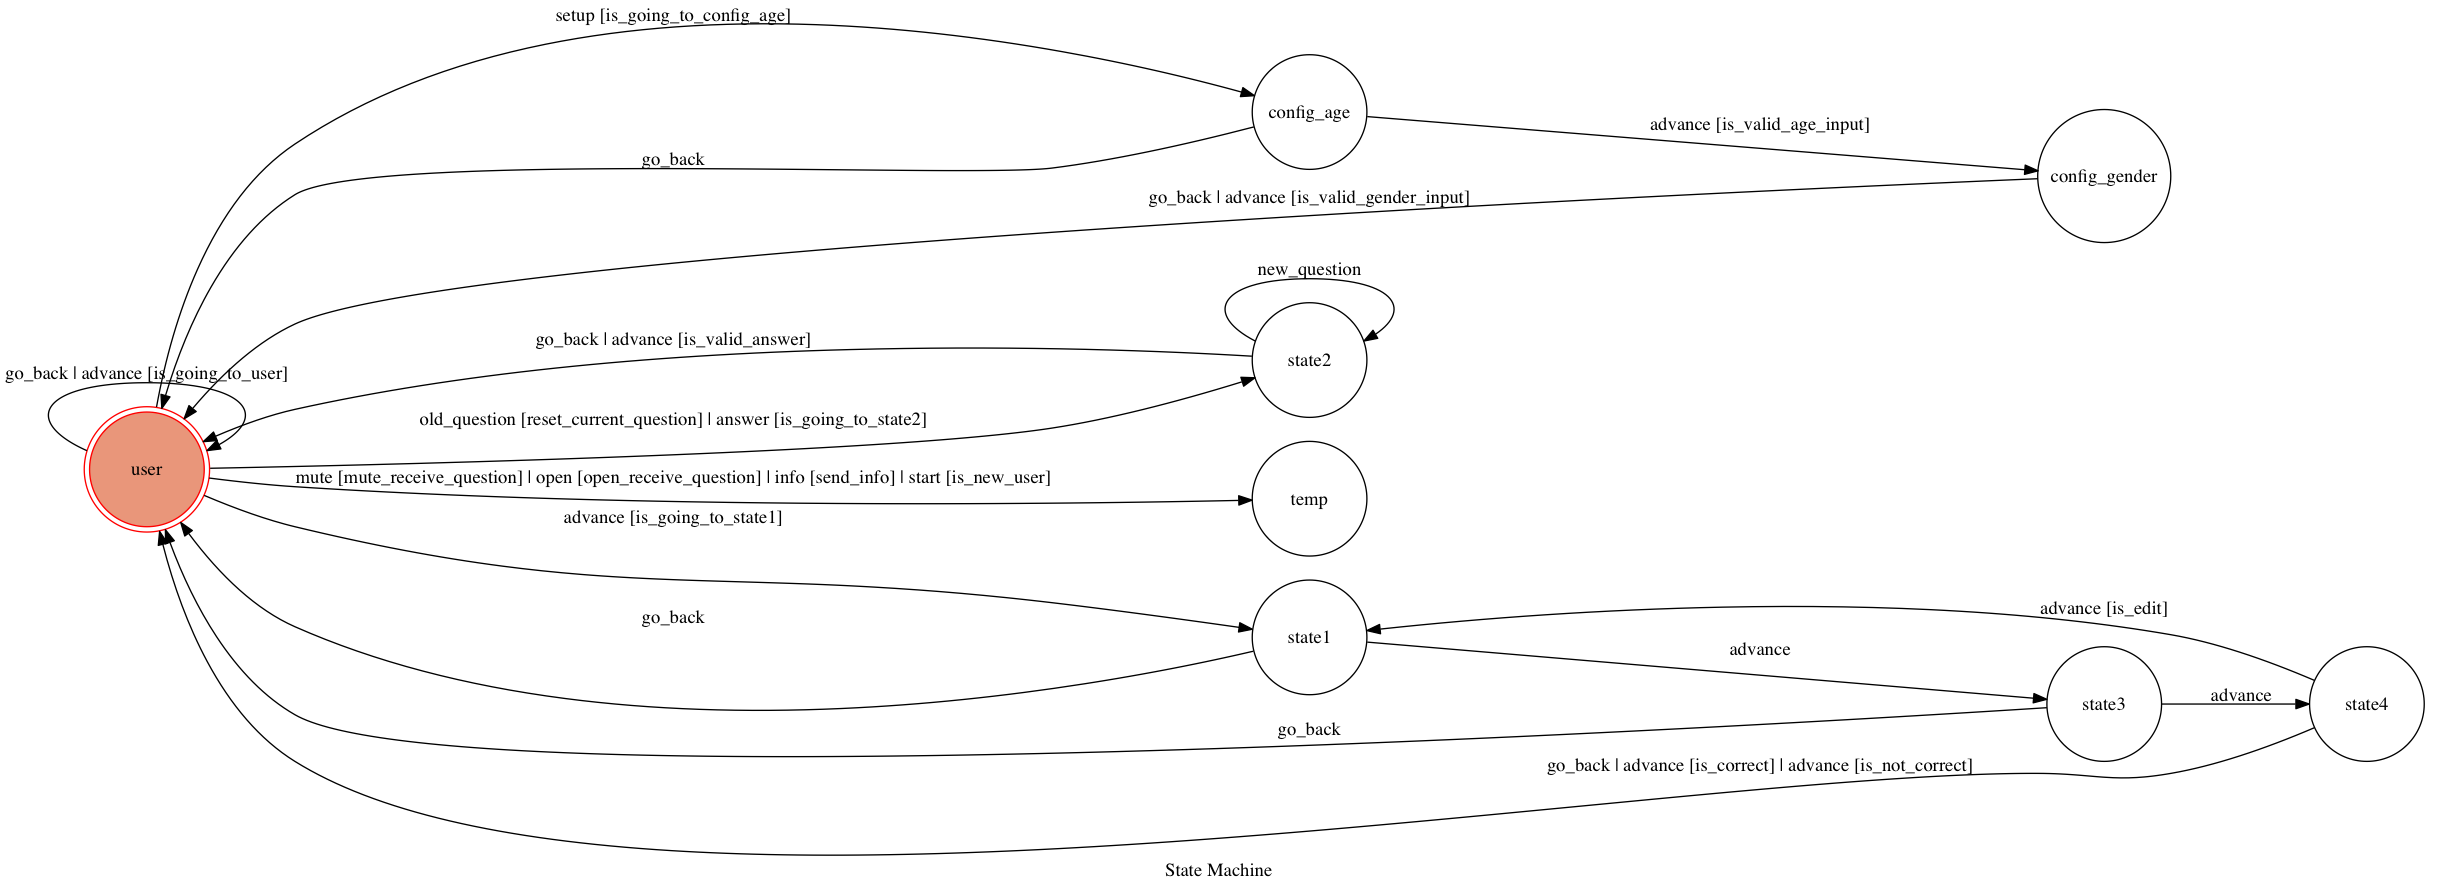 setup [is_going_to_config_age]
config_age
advance [is_valid_age_input]
go_back
config_gender
go_back | advance [is_valid_gender_input]
new_question
go_back | advance [is_valid_answer]
state2
go_back | advance [is_going_to_user]
old_question [reset_current_question] | answer [is_going_to_state2]
user
mute [mute_receive_question] | open [open_receive_question] | info [send_info] | start [is_new_user]
temp
advance [is_going_to_state1]
go_back
state1
advance [is_edit]
advance
advance
state3
state4
go_back
go_back | advance [is_correct] | advance [is_not_correct]
State Machine